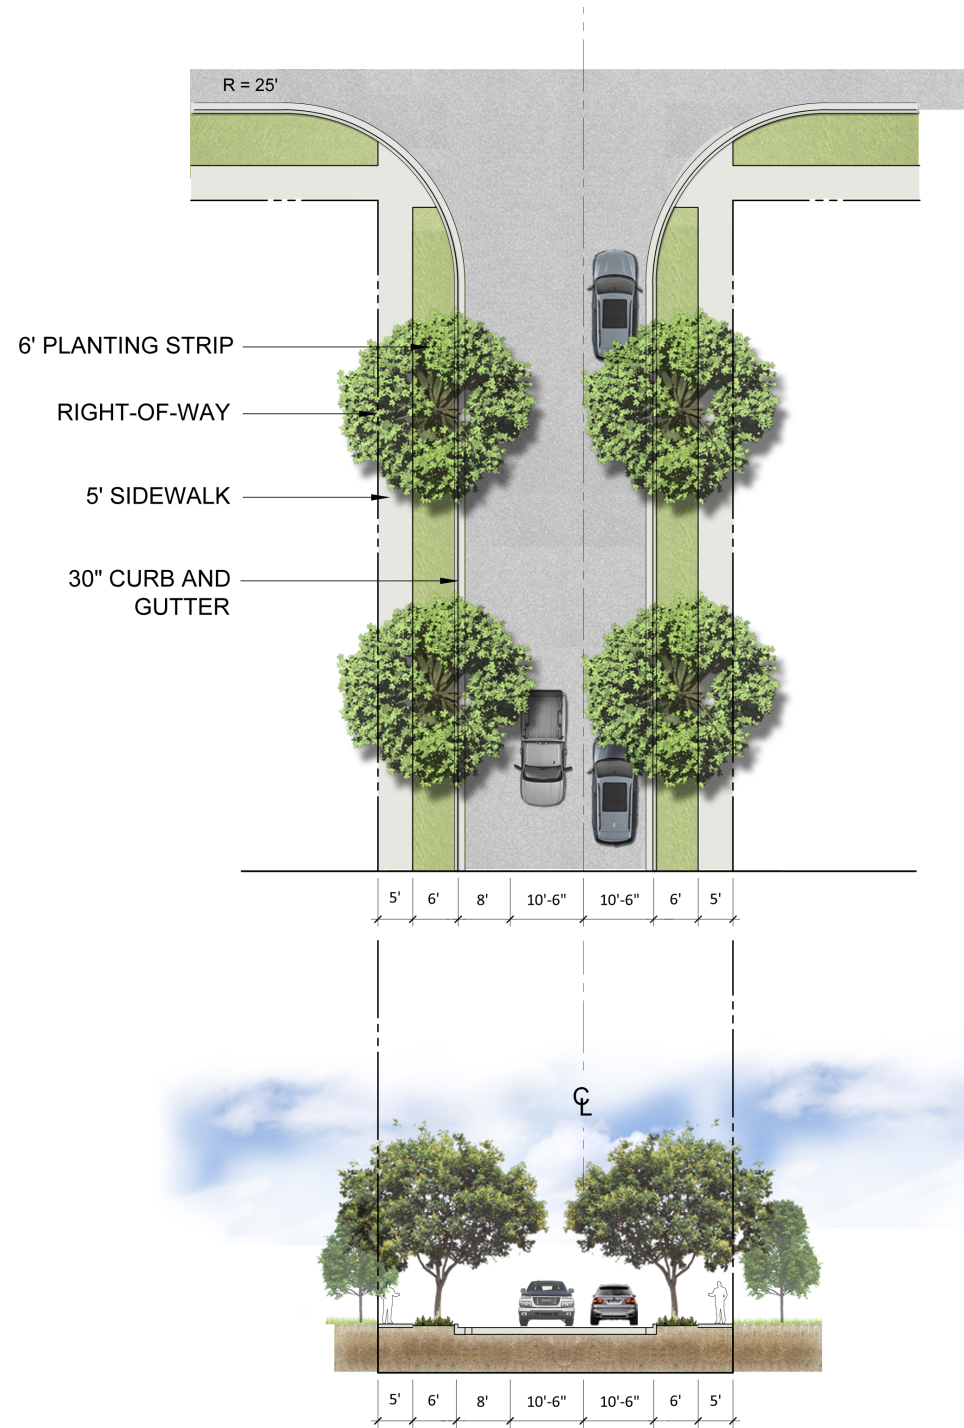 R = 25'
6' PLANTING STRIP
RIGHT-OF-WAY
5' SIDEWALK
30" CURB AND
GUTTER
5' 6' 8' 10'-6" 10'-6" 6' 5'
℄
5' 6' 8' 10'-6" 10'-6" 6' 5'